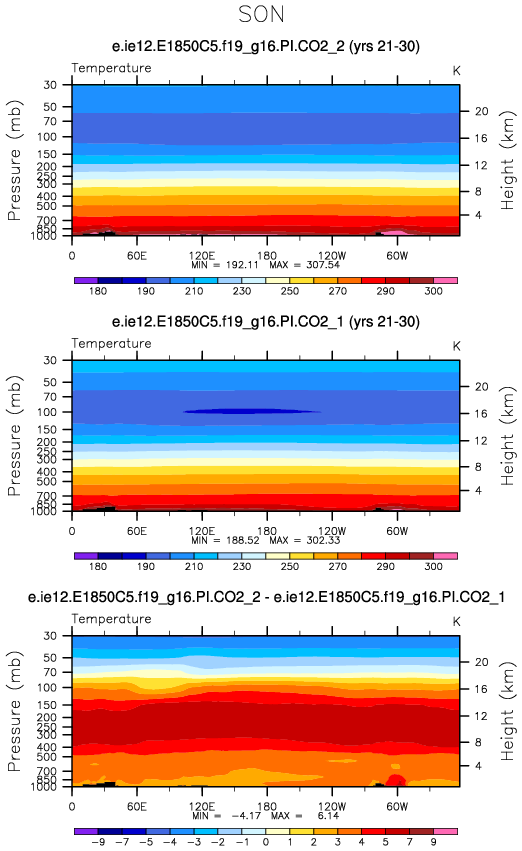 SON
e.ie12.E1850C5.f19_g16.PI.CO2_2 (yrs 21-30)
Temperature K
Pressure (mb)
30
50
70
100
150
200
250
300
400
500
700
850
1000
20
16
12
8
4
Height (km)
0 60E 120E 180 120W 60W
MIN = 192.11 MAX = 307.54
180 190 210 230 250 270 290 300
e.ie12.E1850C5.f19_g16.PI.CO2_1 (yrs 21-30)
Temperature K
Pressure (mb)
30
50
70
100
150
200
250
300
400
500
700
850
1000
20
16
12
8
4
Height (km)
0 60E 120E 180 120W 60W
MIN = 188.52 MAX = 302.33
180 190 210 230 250 270 290 300
e.ie12.E1850C5.f19_g16.PI.CO2_2 - e.ie12.E1850C5.f19_g16.PI.CO2_1
Temperature K
Pressure (mb)
30
50
70
100
150
200
250
300
400
500
700
850
1000
20
16
12
8
4
Height (km)
0 60E 120E 180 120W 60W
MIN = -4.17 MAX = 6.14
-9 -7 -5 -4 -3 -2 -1 0 1 2 3 4 5 7 9